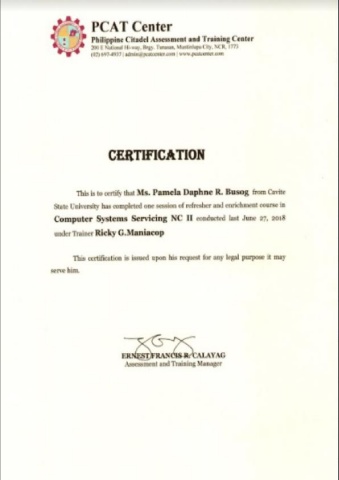 PCAT Center
Philippine Citadel Assessment and Training Center
201 E National Hi-way, Brgy. Tunasan, Muntinlupa City, NCR, 1773
(02) 697-4937 | admin@pcatcenter.com | www.pcatcenter.com
CERTIFICATION
This is to certify that Ms. Pamela Daphne R. Busog from Cavite
State University has completed one session of refresher and enrichment course in
Computer Systems Servicing NC II conducted last June 27, 2018
under Trainer Ricky G.Maniacop
This certification is issued upon his request for any legal purpose it may
serve him.
ERNEST FRANCIS R. CALAYAG
Assessment and Training Manager